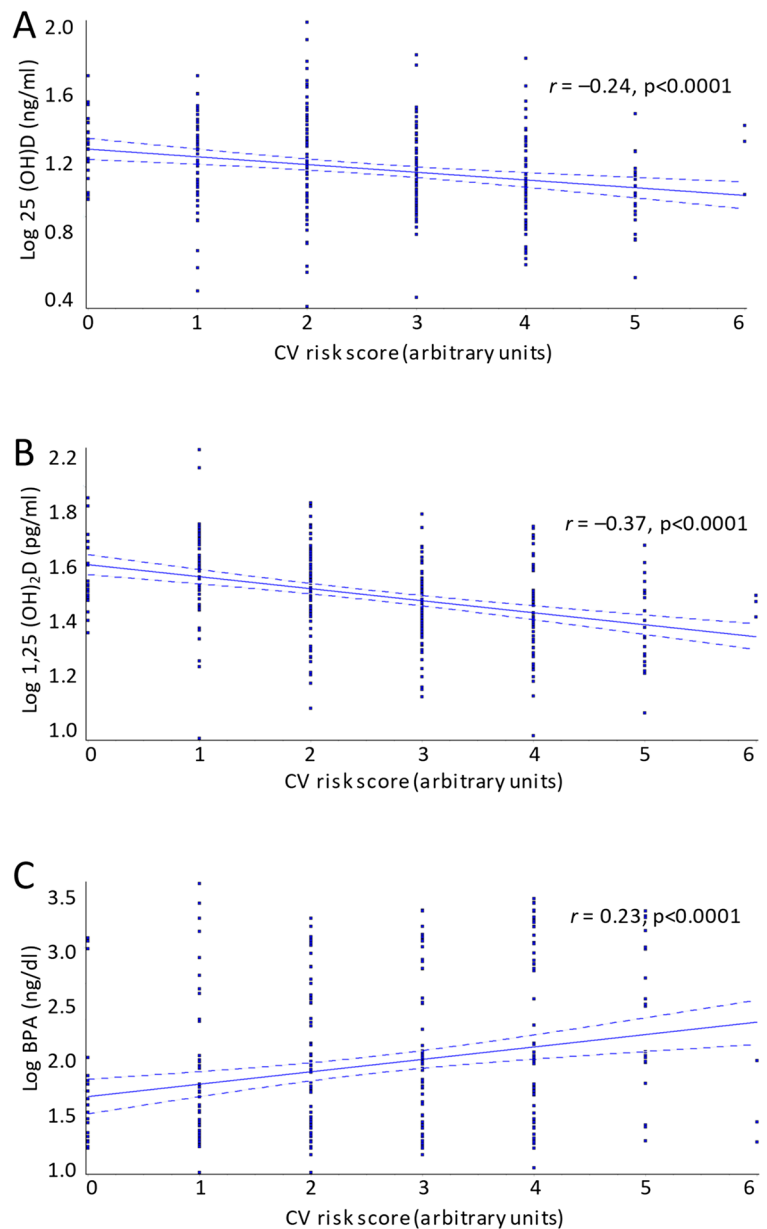 A
2.0
1.6
1.2
0.8
0.4
Log 25 (OH)D (ng/ml)
r = −0.24, p<0.0001
0 1 2 3 4 5 6
CV risk score (arbitrary units)
B
2.2
1.8
1.6
1.4
1.2
1.0
Log 1,25 (OH)₂D (pg/ml)
r = −0.37, p<0.0001
0 1 2 3 4 5 6
CV risk score (arbitrary units)
C
3.5
3.0
2.5
2.0
1.5
1.0
Log BPA (ng/dl)
r = 0.23, p<0.0001
0 1 2 3 4 5 6
CV risk score (arbitrary units)